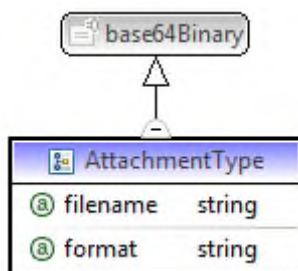 base64Binary
AttachmentType
filename string
format string